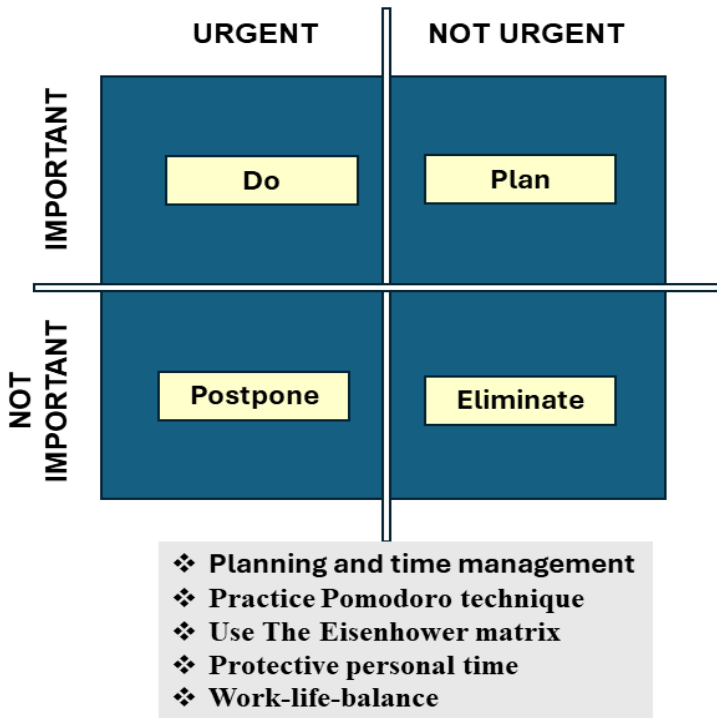 URGENT
NOT URGENT
IMPORTANT
Do
Plan
NOT
IMPORTANT
Postpone
Eliminate
❖ Planning and time management
❖ Practice Pomodoro technique
❖ Use The Eisenhower matrix
❖ Protective personal time
❖ Work-life-balance